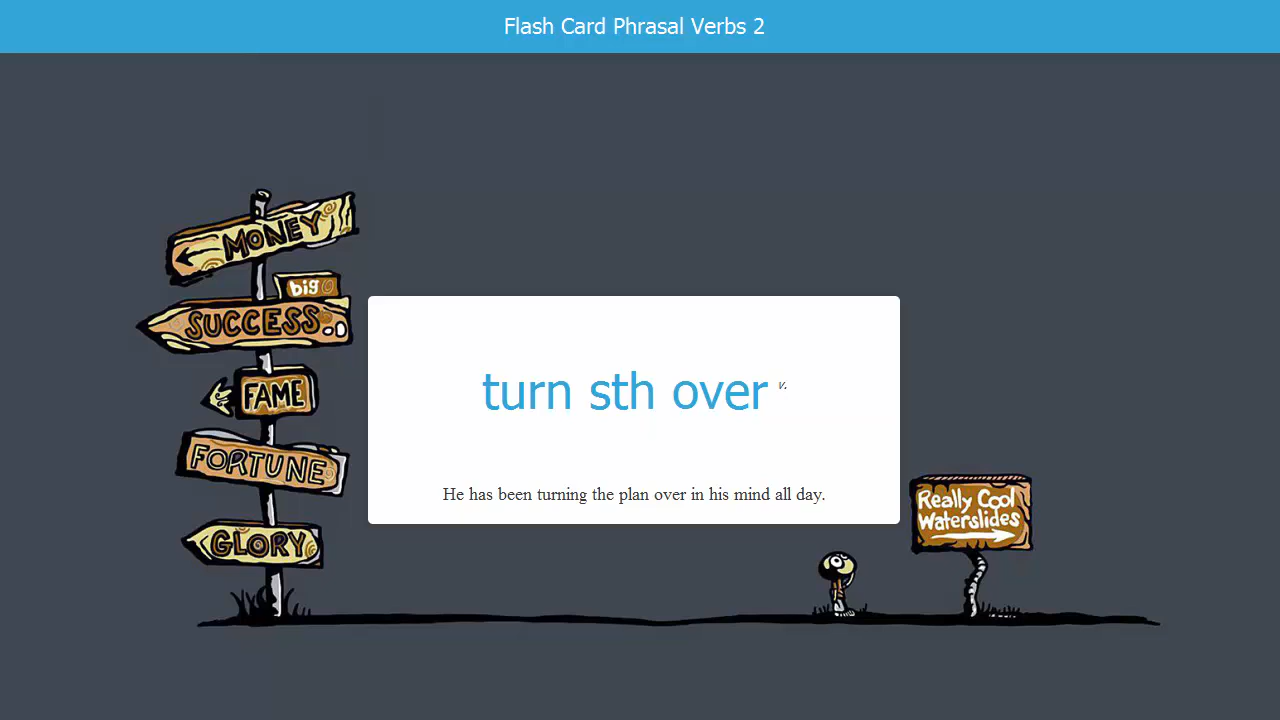 Flash Card Phrasal Verbs 2
MONEY
big
SUCCESS
FAME
FORTUNE
GLORY
turn sth over v.
He has been turning the plan over in his mind all day.
Really Cool
Waterslides